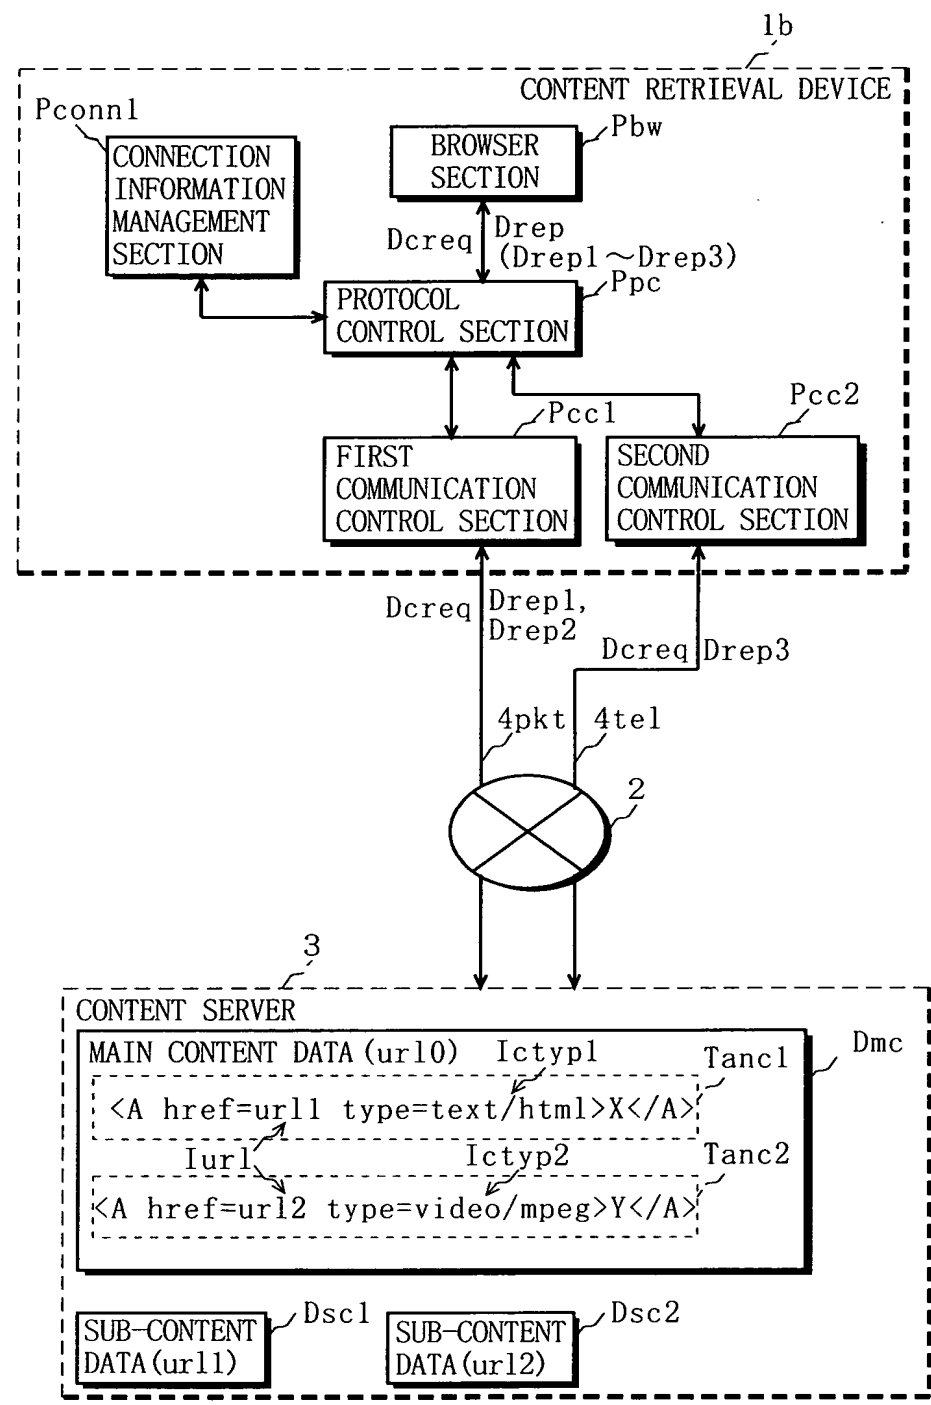 1b
CONTENT RETRIEVAL DEVICE
Pconn1
CONNECTION
INFORMATION
MANAGEMENT
SECTION
Pbw
BROWSER
SECTION
Dcreq
Drep
(Drep1～Drep3)
Ppc
PROTOCOL
CONTROL SECTION
Pcc1
Pcc2
FIRST
COMMUNICATION
CONTROL SECTION
SECOND
COMMUNICATION
CONTROL SECTION
Dcreq
Drep1,
Drep2
Dcreq
Drep3
4pkt
4tel
2
3
CONTENT SERVER
MAIN CONTENT DATA(url0)
Ictyp1
Tanc1
Dmc
<A href=url1 type=text/html>X</A>
Iurl
Ictyp2
Tanc2
<A href=url2 type=video/mpeg>Y</A>
Dsc1
SUB-CONTENT
DATA(url1)
Dsc2
SUB-CONTENT
DATA(url2)